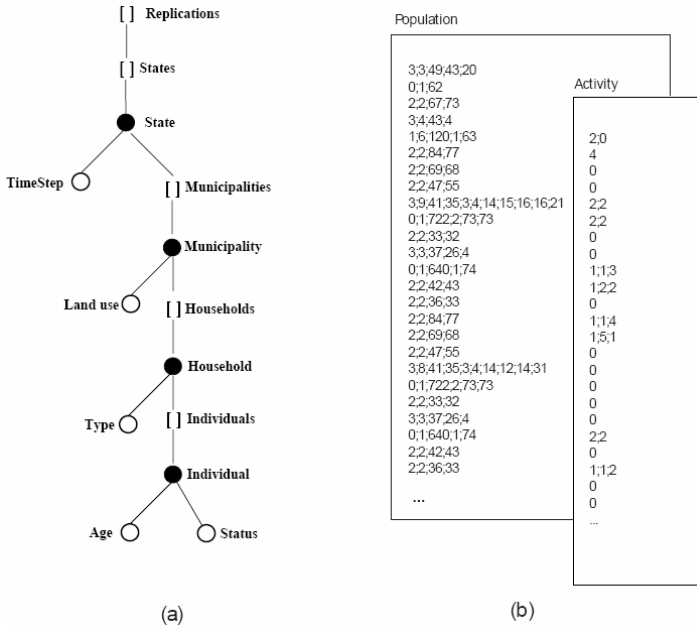 [ ] Replications
[ ] States
State
TimeStep
[ ] Municipalities
Municipality
Land use
[ ] Households
Household
Type
[ ] Individuals
Individual
Age
Status
(a)
Population
3;3;49;43;20
0;1;62
2;2;67;73
3;4;43;4
1;6;120;1;63
2;2;84;77
2;2;69;68
2;2;47;55
3;9;41;35;3;4;14;15;16;16;21
0;1;722;2;73;73
2;2;33;32
3;3;37;26;4
0;1;640;1;74
2;2;42;43
2;2;36;33
2;2;84;77
2;2;69;68
2;2;47;55
3;8;41;35;3;4;14;12;14;31
0;1;722;2;73;73
2;2;33;32
3;3;37;26;4
0;1;640;1;74
2;2;42;43
2;2;36;33
...
Activity
2;0
4
0
0
2;2
2;2
0
0
1;1;3
1;2;2
0
1;1;4
1;5;1
0
0
0
0
0
2;2
0
1;1;2
0
0
...
(b)